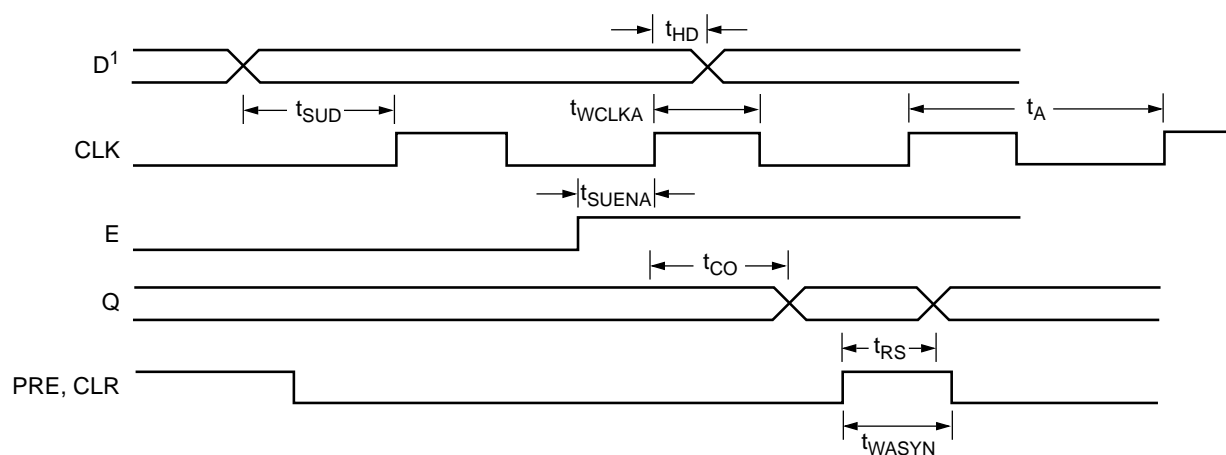 tHD
D1
tSUD
tWCLKA
tA
CLK
tSUENA
E
tCO
Q
tRS
PRE, CLR
tWASYN